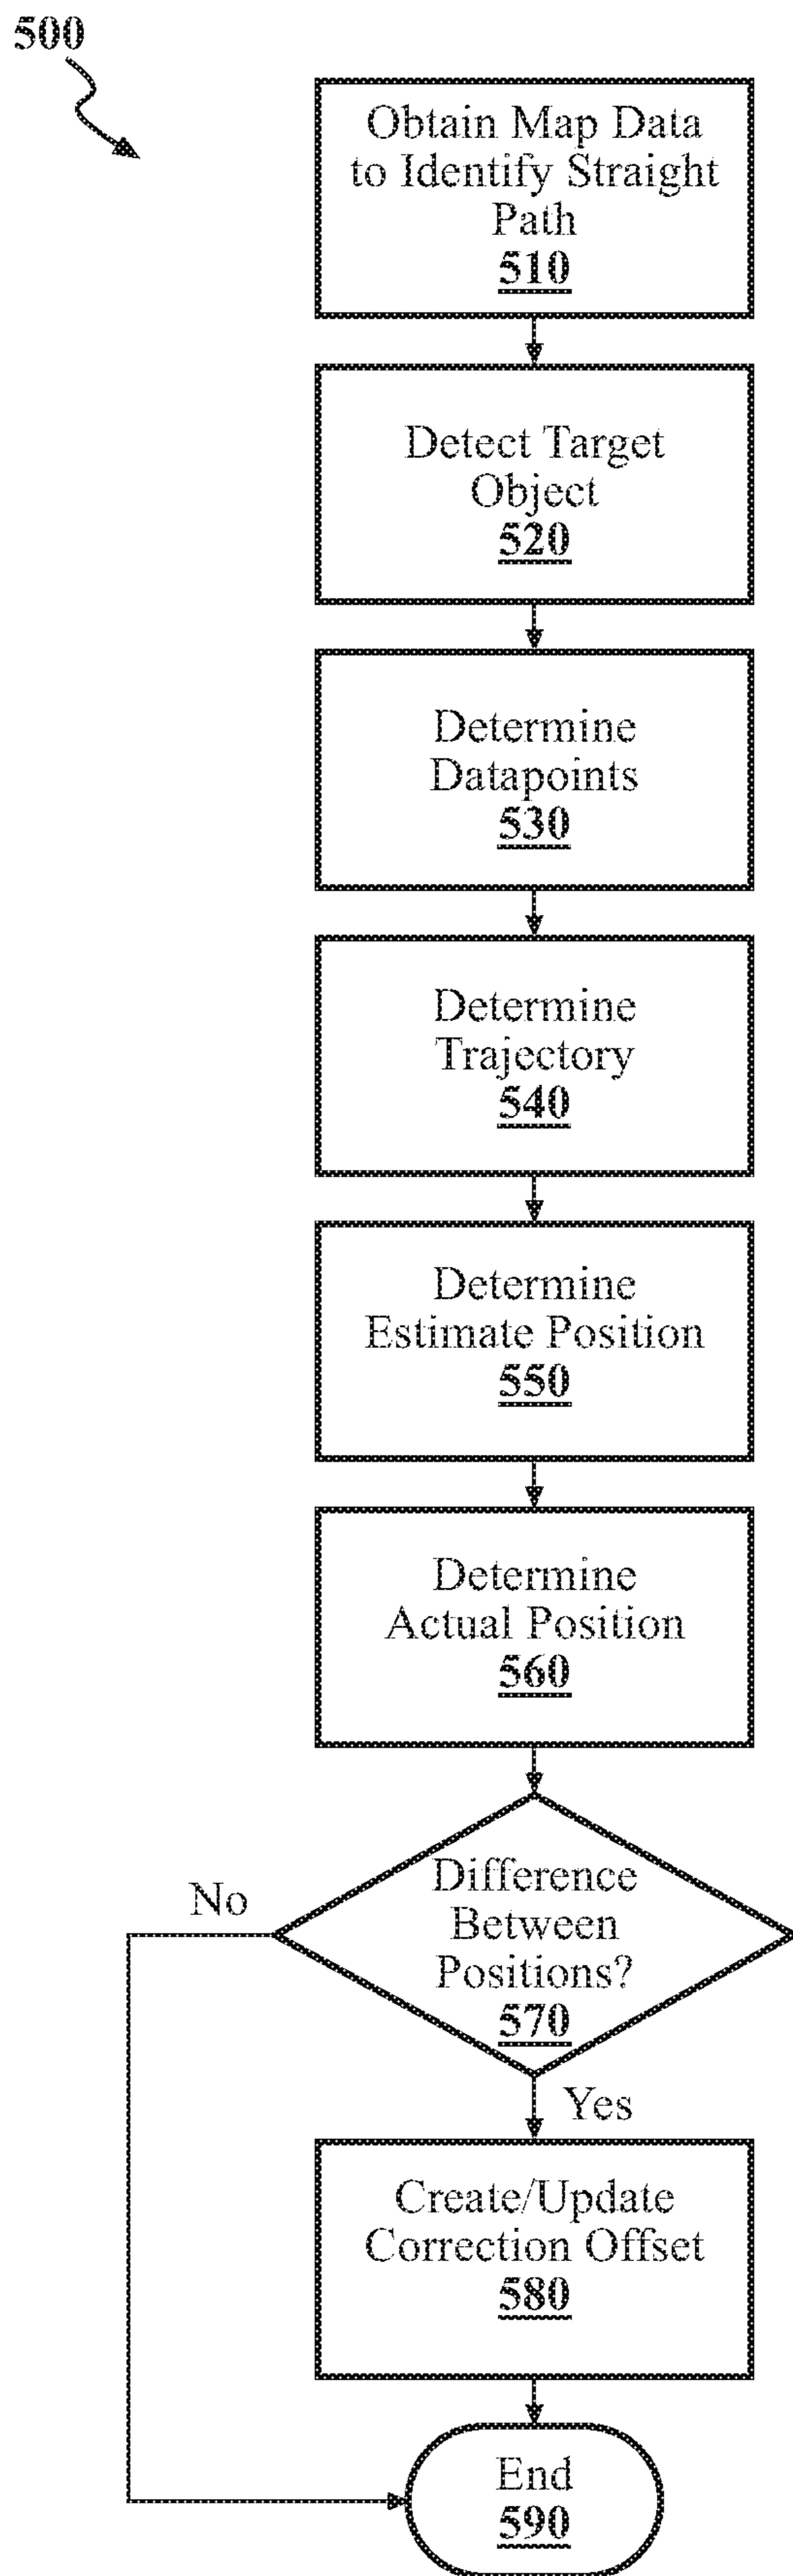 500
Obtain Map Data
to Identify Straight
Path
510
Detect Target
Object
520
Determine
Datapoints
530
Determine
Trajectory
540
Determine
Estimate Position
550
Determine
Actual Position
560
Difference
Between
Positions?
570
No
Yes
Create/Update
Correction Offset
580
End
590